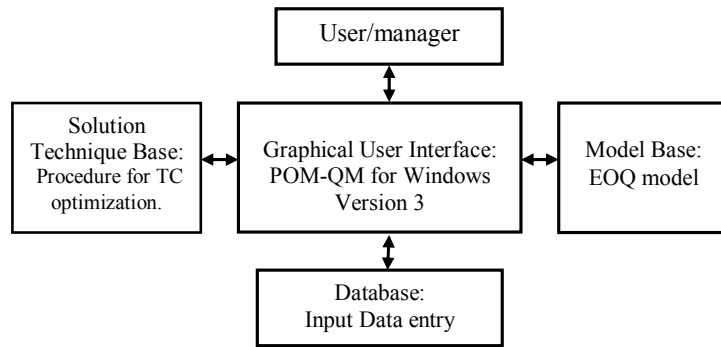 User/manager
Solution
Technique Base:
Procedure for TC
optimization.
Graphical User Interface:
POM-QM for Windows
Version 3
Model Base:
EOQ model
Database:
Input Data entry